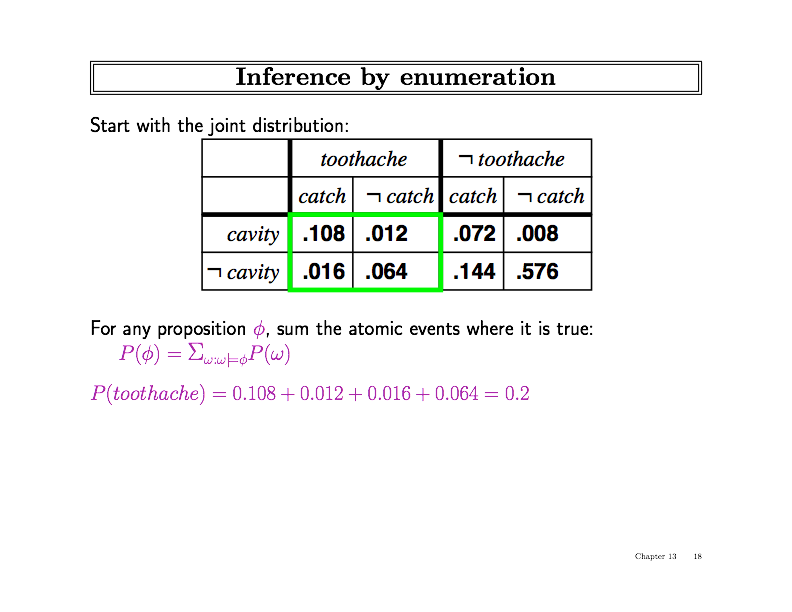 Inference by enumeration
Start with the joint distribution:
toothache ¬ toothache
catch ¬ catch catch ¬ catch
cavity .108 .012 .072 .008
¬ cavity .016 .064 .144 .576
For any proposition ϕ, sum the atomic events where it is true:
P(ϕ) = Σω:ω⊨ϕP(ω)
P(toothache) = 0.108 + 0.012 + 0.016 + 0.064 = 0.2
Chapter 13 18